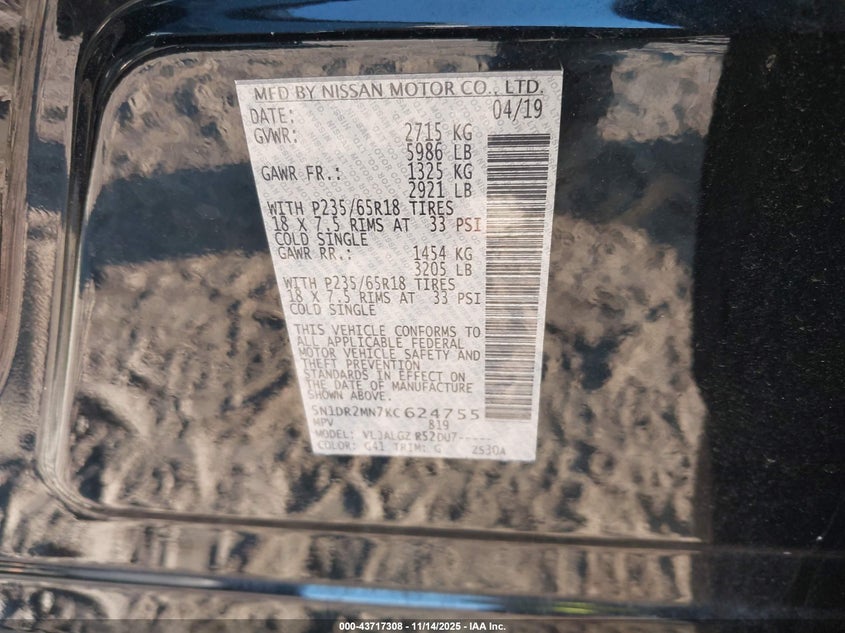 MFD BY NISSAN MOTOR CO., LTD.
DATE: 04/19
GVWR: 2715 KG
5986 LB
GAWR FR.: 1325 KG
2921 LB
WITH P235/65R18 TIRES
18 X 7.5 RIMS AT 33 PSI
COLD SINGLE
GAWR RR.: 1454 KG
3205 LB
WITH P235/65R18 TIRES
18 X 7.5 RIMS AT 33 PSI
COLD SINGLE
THIS VEHICLE CONFORMS TO
ALL APPLICABLE FEDERAL
MOTOR VEHICLE SAFETY AND
THEFT PREVENTION
STANDARDS IN EFFECT ON
THE DATE OF MANUFACTURE
SHOWN ABOVE.
5N1DR2MN7KC624755
MPV 819
MODEL: VLJALGZ R52DU7-----
COLOR: G41 TRIM: G 2530A
000-43717308 - 11/14/2025 - IAA Inc.